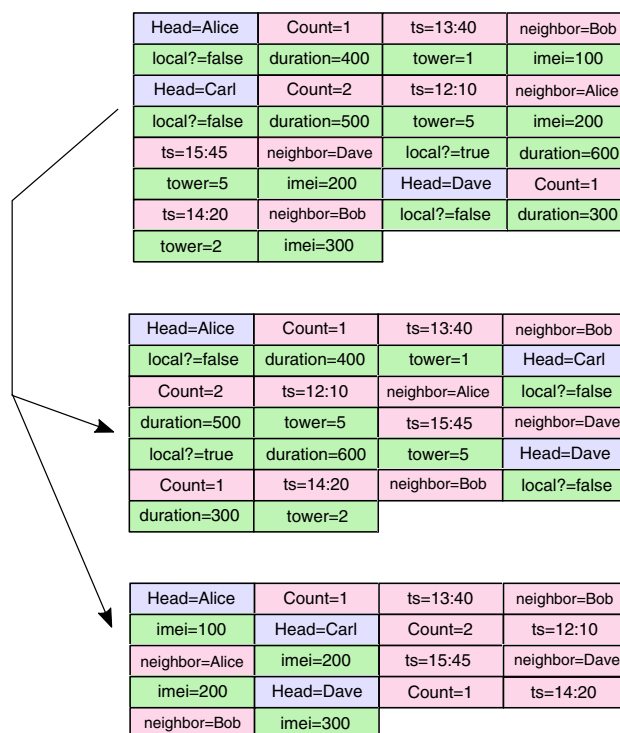 Head=Alice Count=1 ts=13:40 neighbor=Bob
local?=false duration=400 tower=1 imei=100
Head=Carl Count=2 ts=12:10 neighbor=Alice
local?=false duration=500 tower=5 imei=200
ts=15:45 neighbor=Dave local?=true duration=600
tower=5 imei=200 Head=Dave Count=1
ts=14:20 neighbor=Bob local?=false duration=300
tower=2 imei=300
Head=Alice Count=1 ts=13:40 neighbor=Bob
local?=false duration=400 tower=1 Head=Carl
Count=2 ts=12:10 neighbor=Alice local?=false
duration=500 tower=5 ts=15:45 neighbor=Dave
local?=true duration=600 tower=5 Head=Dave
Count=1 ts=14:20 neighbor=Bob local?=false
duration=300 tower=2
Head=Alice Count=1 ts=13:40 neighbor=Bob
imei=100 Head=Carl Count=2 ts=12:10
neighbor=Alice imei=200 ts=15:45 neighbor=Dave
imei=200 Head=Dave Count=1 ts=14:20
neighbor=Bob imei=300